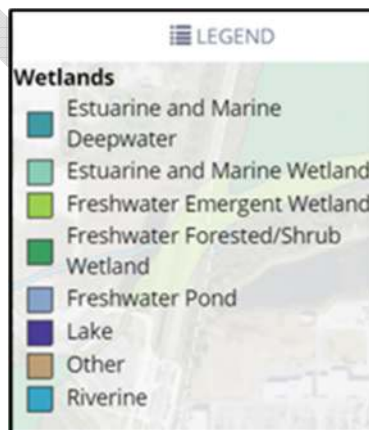 LEGEND
Wetlands
Estuarine and Marine
Deepwater
Estuarine and Marine Wetland
Freshwater Emergent Wetland
Freshwater Forested/Shrub
Wetland
Freshwater Pond
Lake
Other
Riverine